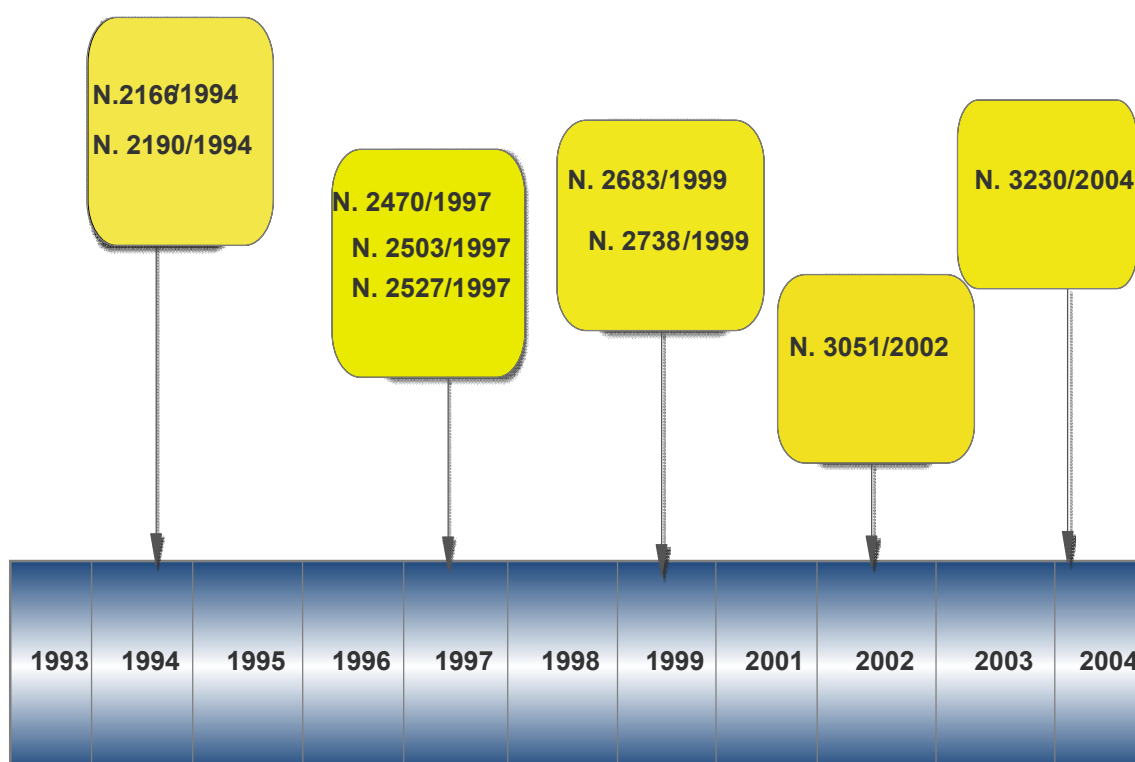 N.2166/1994
N. 2190/1994
N. 2470/1997
N. 2503/1997
N. 2527/1997
N. 2683/1999
N. 2738/1999
N. 3051/2002
N. 3230/2004
1993 1994 1995 1996 1997 1998 1999 2001 2002 2003 2004